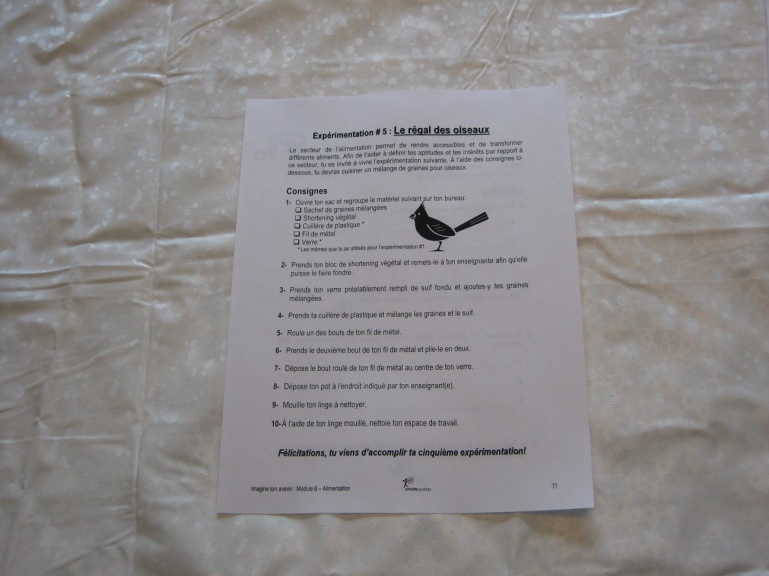 Expérimentation # 5 : Le régal des oiseaux
Le secteur de l'alimentation permet de rendre accessibles et de transformer
différents aliments. Afin de t'aider à définir tes aptitudes et tes intérêts par rapport à
ce secteur, tu es invité à vivre l'expérimentation suivante. À l'aide des consignes ci-
dessous, tu devras cuisiner un mélange de graines pour oiseaux.
Consignes
1- Ouvre ton sac et regroupe le matériel suivant sur ton bureau:
❑ Sachet de graines mélangées
❑ Shortening végétal
❑ Cuillère de plastique *
❑ Fil de métal
❑ Verre *
* Les mêmes que tu as utilisés pour l'expérimentation #1
2- Prends ton bloc de shortening végétal et remets-le à ton enseignante afin qu'elle
puisse le faire fondre.
3- Prends ton verre préalablement rempli de suif fondu et ajoutes-y tes graines
mélangées.
4- Prends ta cuillère de plastique et mélange les graines et le suif.
5- Roule un des bouts de ton fil de métal.
6- Prends le deuxième bout de ton fil de métal et plie-le en deux.
7- Dépose le bout roulé de ton fil de métal au centre de ton verre.
8- Dépose ton pot à l'endroit indiqué par ton enseignant(e).
9- Mouille ton linge à nettoyer.
10- À l'aide de ton linge mouillé, nettoie ton espace de travail.
Félicitations, tu viens d'accomplir ta cinquième expérimentation!
Imagine ton avenir : Module 6 – Alimentation
77